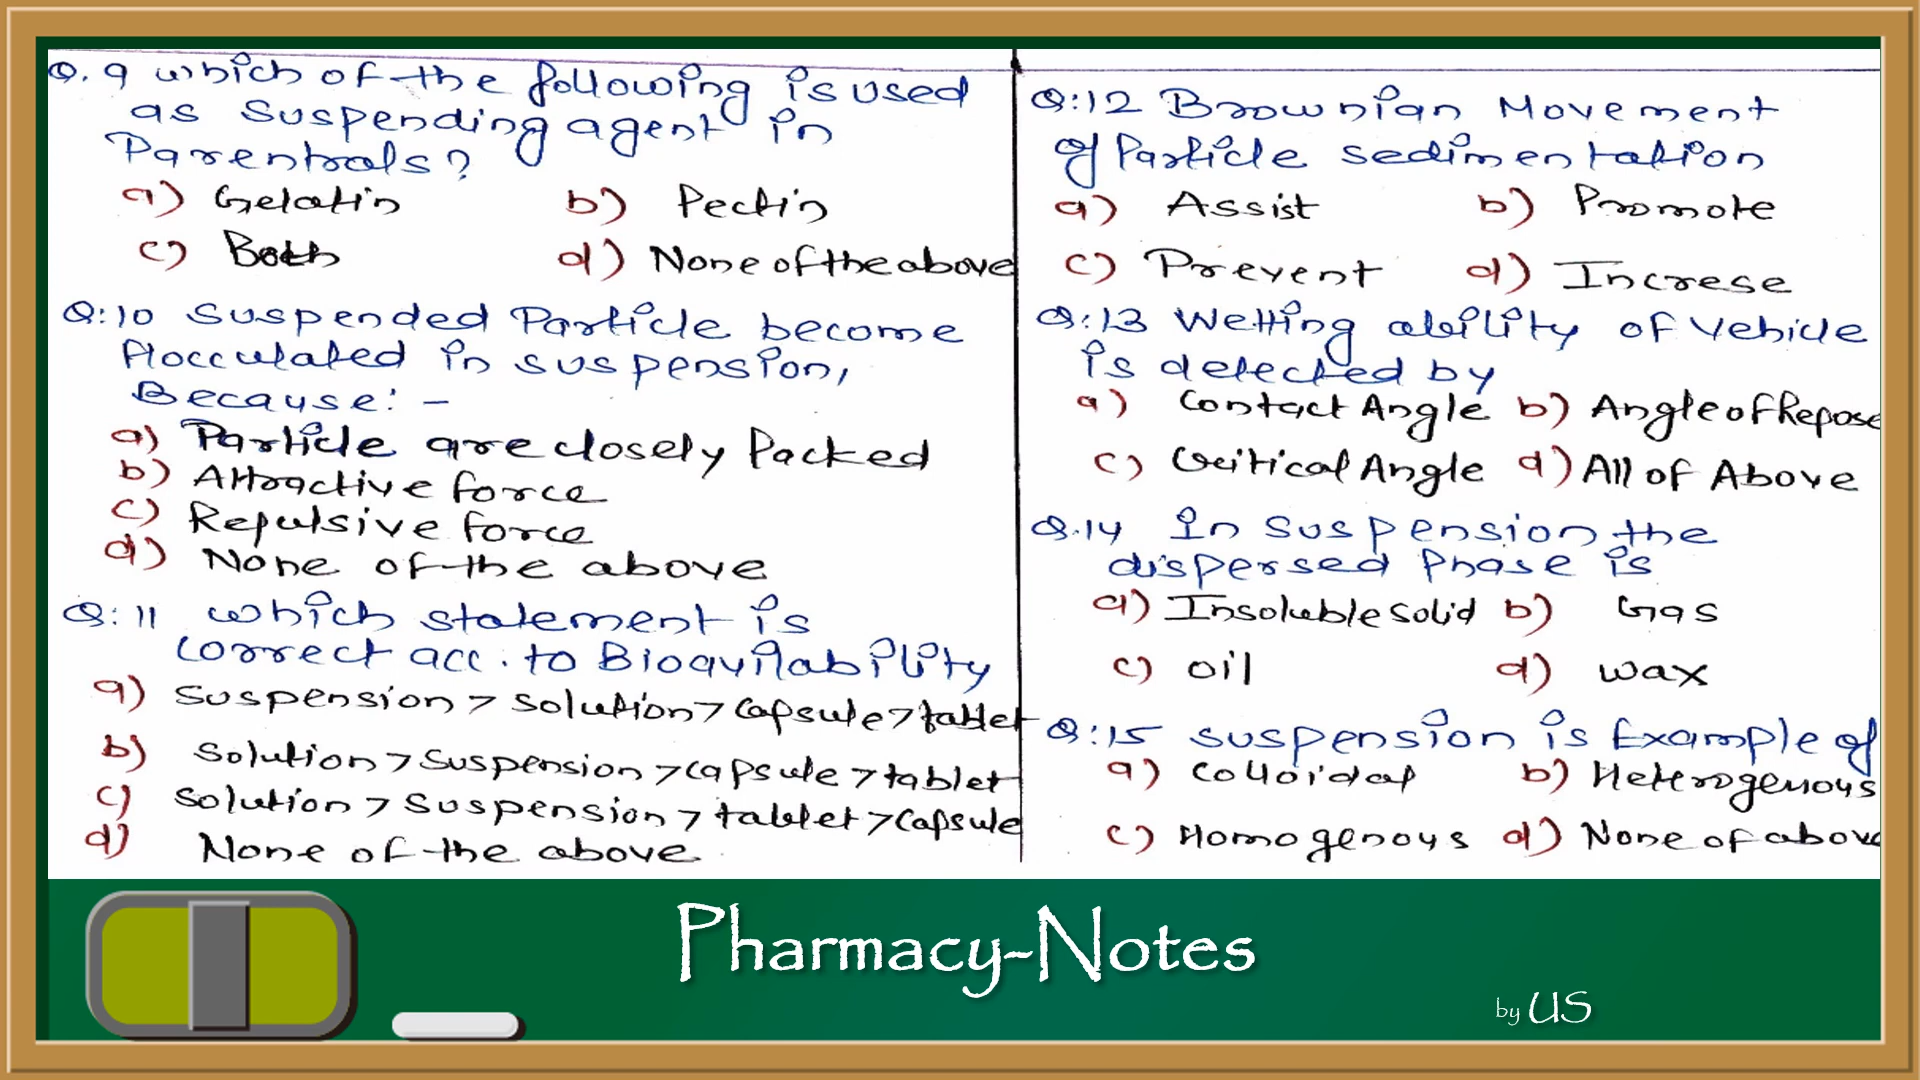 Q. 9 which of the following is used
as suspending agent in
Parentrals?
a) Gelatin b) Pectin
c) Both d) None of the above
Q:10 Suspended Particle become
flocculated in suspension,
Because: -
a) Particle are closely Packed
b) Attractive force
c) Repulsive force
d) None of the above
Q: 11 which statement is
correct acc. to Bioavilability
a) Suspension > solution > Capsule > tablet
b) Solution > Suspension > capsule > tablet
c) Solution > Suspension > tablet > Capsule
d) None of the above
Q:12 Brownian Movement
of Particle sedimentation
a) Assist b) Promote
c) Prevent d) Increse
Q:13 Wetting ability of Vehicle
is detected by
a) Contact Angle b) Angle of Repose
c) Critical Angle d) All of Above
Q.14 In Suspension the
dispersed Phase is
a) Insoluble solid b) Gas
c) oil d) wax
Q:15 suspension is Example of
a) Colloidal b) Heterogenous
c) Homogenous d) None of above
Pharmacy-Notes
by US